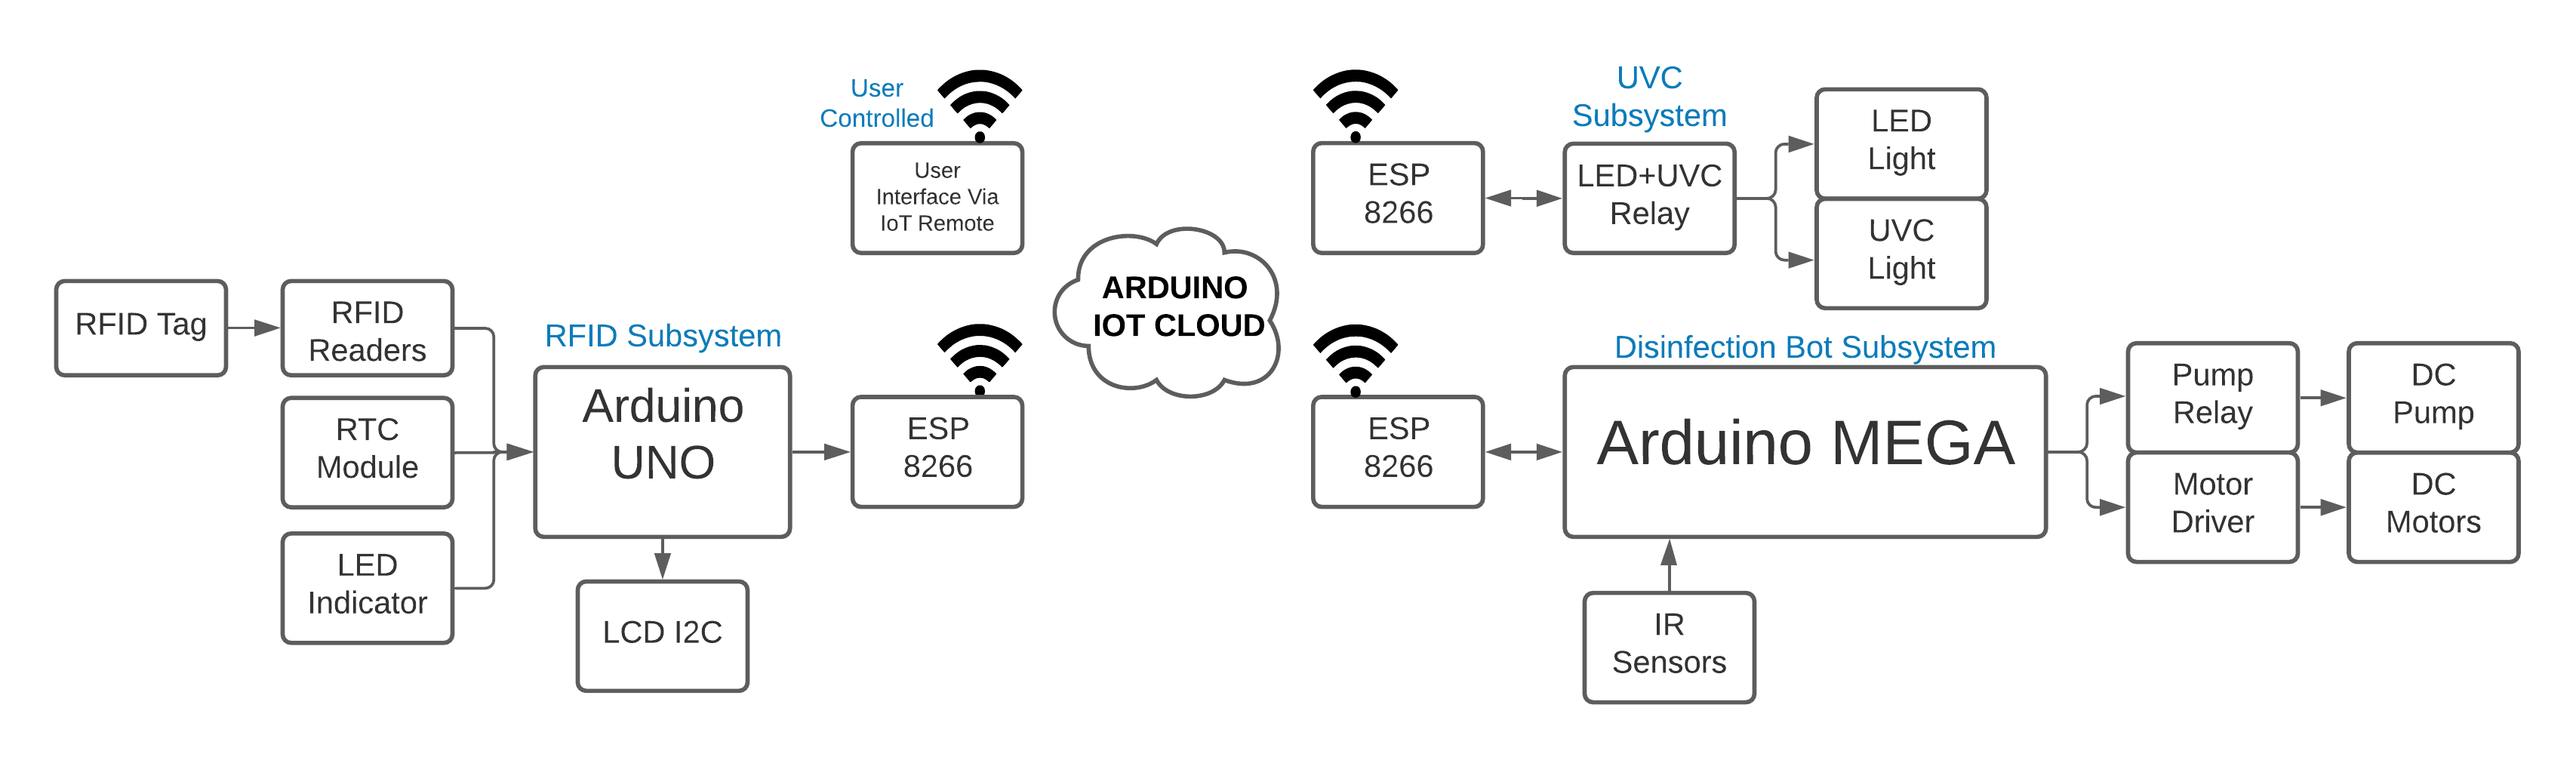 User
Controlled
User
Interface Via
IoT Remote
ARDUINO
IOT CLOUD
RFID Tag
RFID
Readers
RTC
Module
LED
Indicator
RFID Subsystem
Arduino
UNO
LCD I2C
ESP
8266
ESP
8266
UVC
Subsystem
LED+UVC
Relay
LED
Light
UVC
Light
ESP
8266
Disinfection Bot Subsystem
Arduino MEGA
IR
Sensors
Pump
Relay
DC
Pump
Motor
Driver
DC
Motors